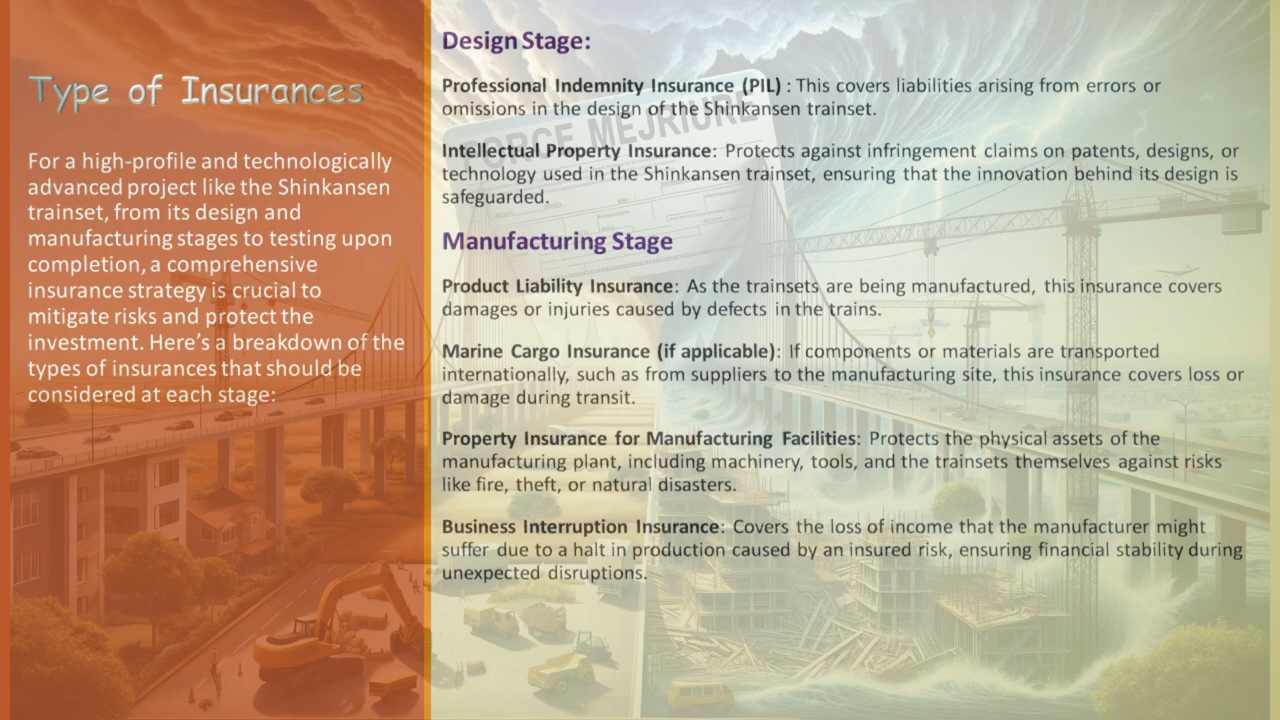 Type of Insurances
For a high-profile and technologically
advanced project like the Shinkansen
trainset, from its design and
manufacturing stages to testing upon
completion, a comprehensive
insurance strategy is crucial to
mitigate risks and protect the
investment. Here's a breakdown of the
types of insurances that should be
considered at each stage:
Design Stage:
Professional Indemnity Insurance (PIL) : This covers liabilities arising from errors or
omissions in the design of the Shinkansen trainset.
FORCE MEJRIURE
Intellectual Property Insurance: Protects against infringement claims on patents, designs, or
technology used in the Shinkansen trainset, ensuring that the innovation behind its design is
safeguarded.
Manufacturing Stage
Product Liability Insurance: As the trainsets are being manufactured, this insurance covers
damages or injuries caused by defects in the trains.
Marine Cargo Insurance (if applicable): If components or materials are transported
internationally, such as from suppliers to the manufacturing site, this insurance covers loss or
damage during transit.
Property Insurance for Manufacturing Facilities: Protects the physical assets of the
manufacturing plant, including machinery, tools, and the trainsets themselves against risks
like fire, theft, or natural disasters.
Business Interruption Insurance: Covers the loss of income that the manufacturer might
suffer due to a halt in production caused by an insured risk, ensuring financial stability during
unexpected disruptions.